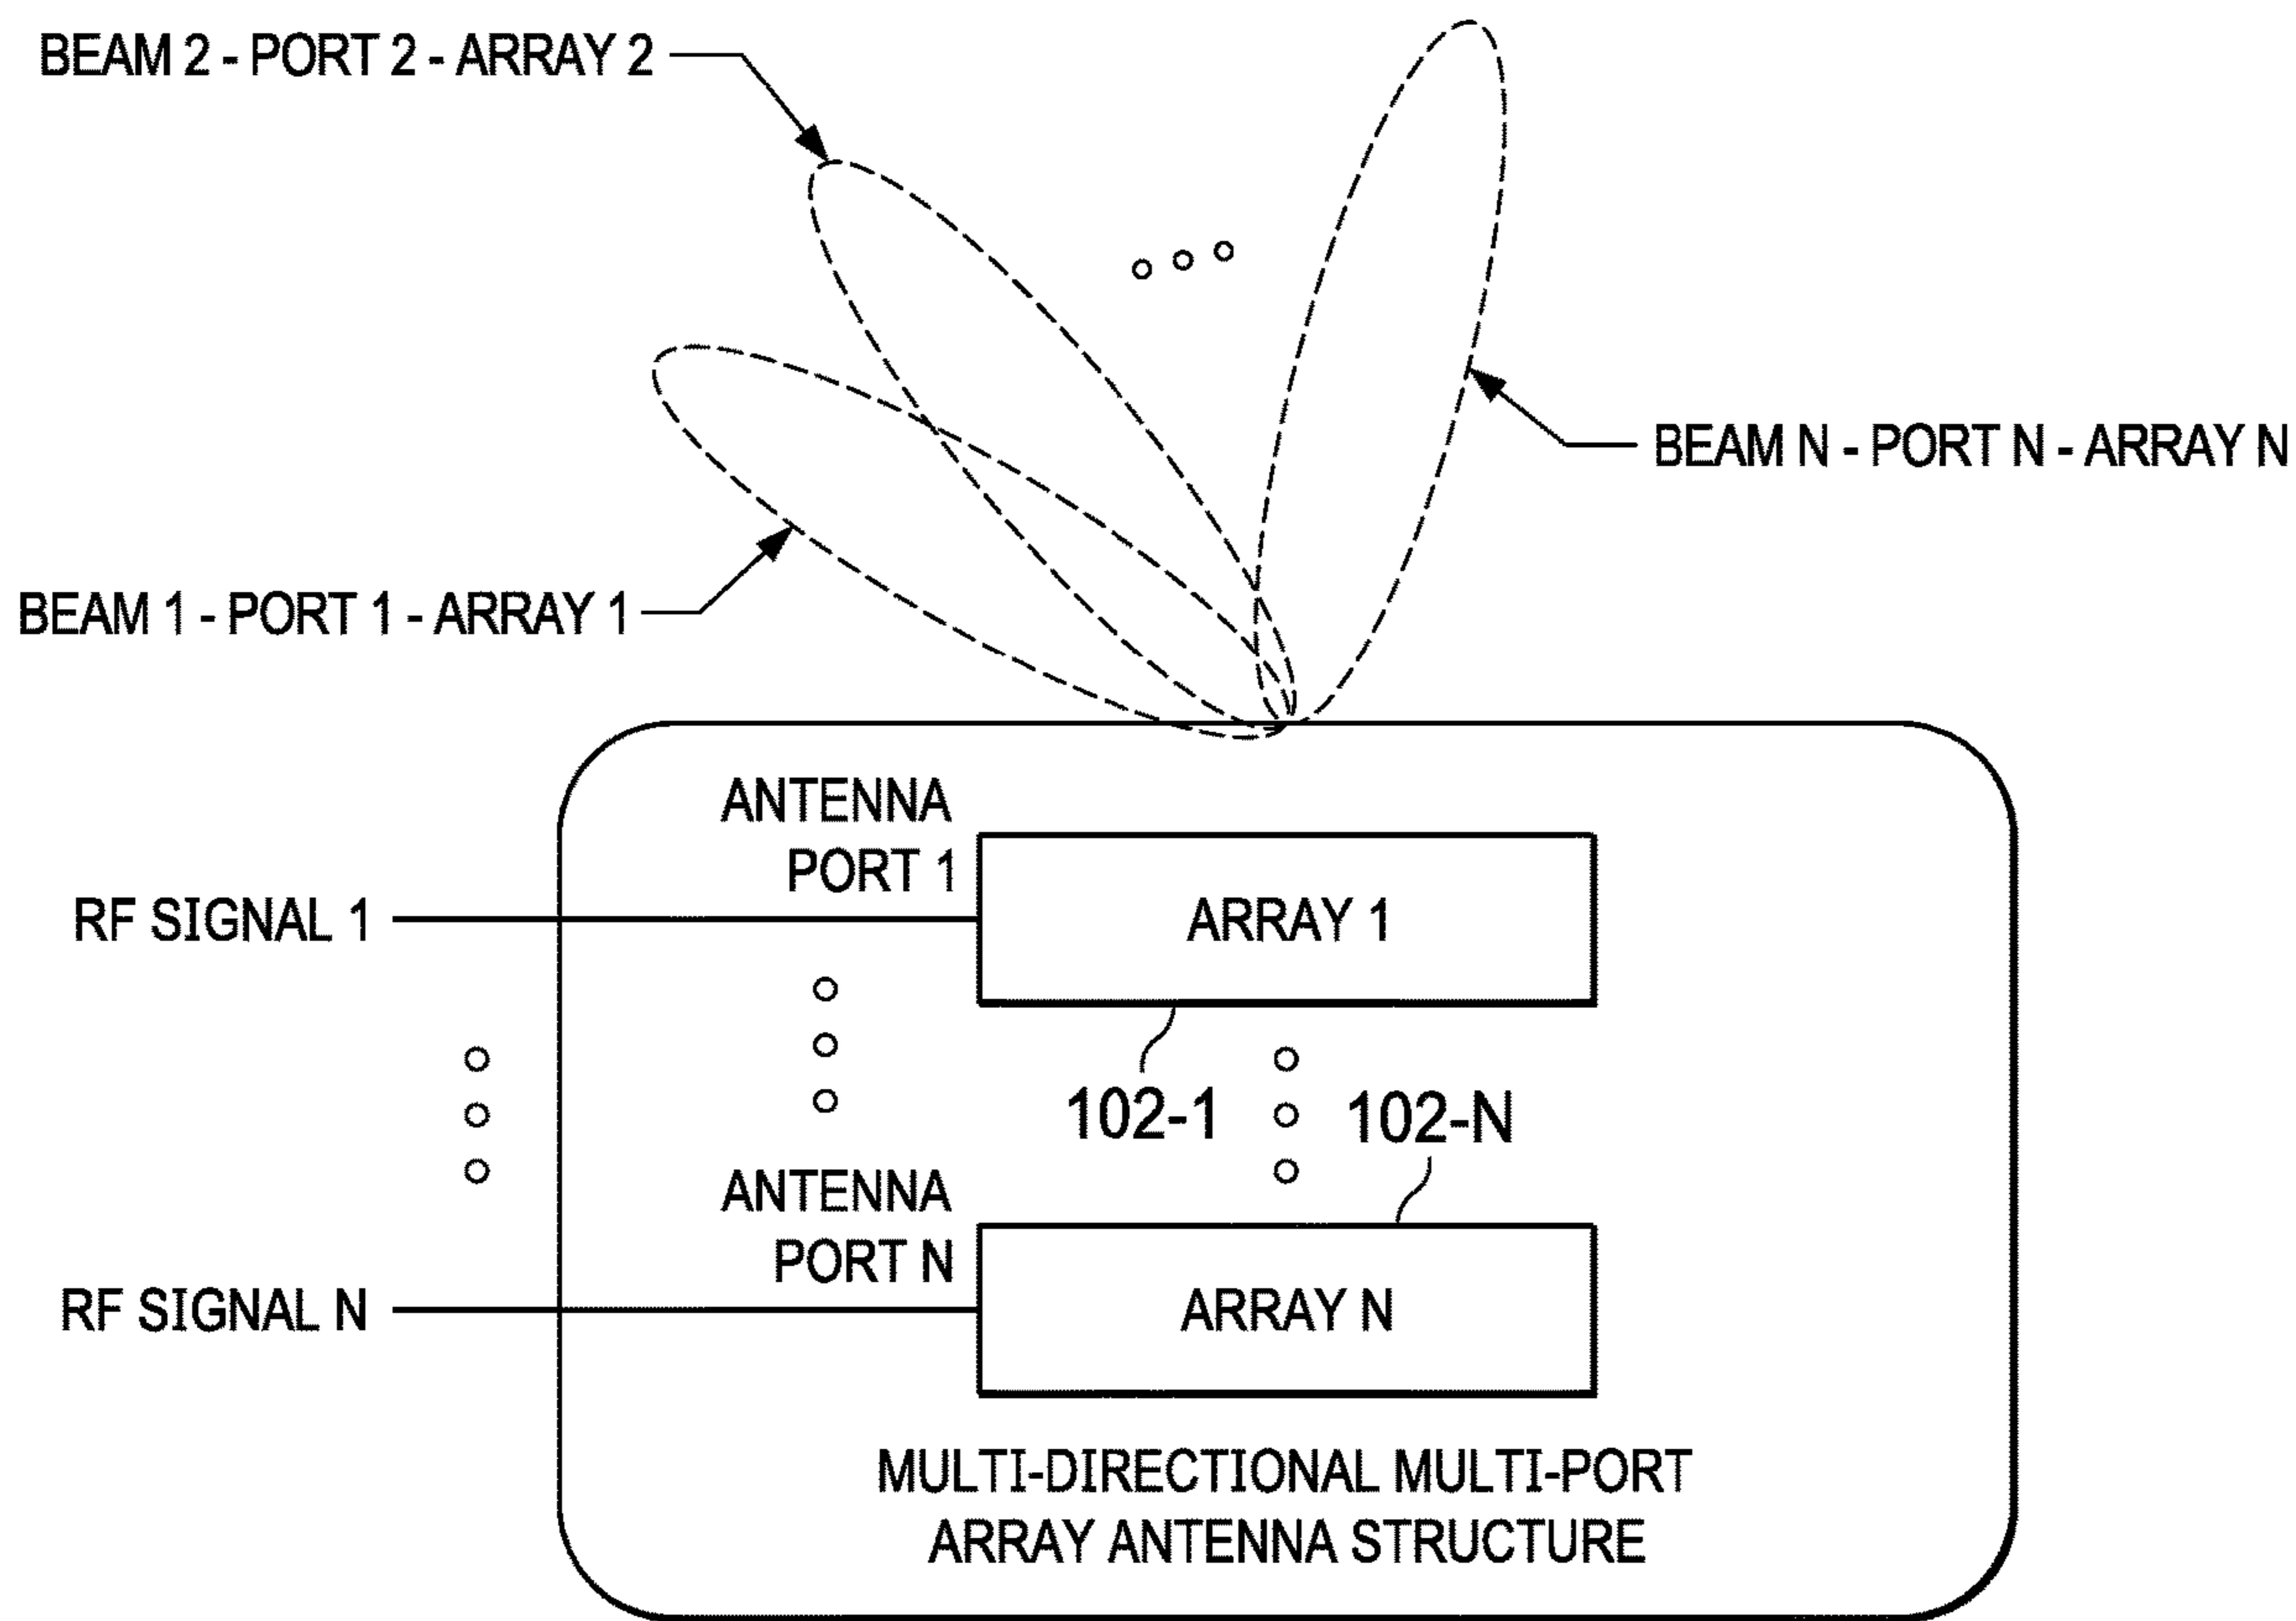 BEAM 2 - PORT 2 - ARRAY 2
BEAM N - PORT N - ARRAY N
BEAM 1 - PORT 1 - ARRAY 1
ANTENNA
PORT 1
RF SIGNAL 1
ARRAY 1
102-1
102-N
ANTENNA
PORT N
RF SIGNAL N
ARRAY N
MULTI-DIRECTIONAL MULTI-PORT
ARRAY ANTENNA STRUCTURE